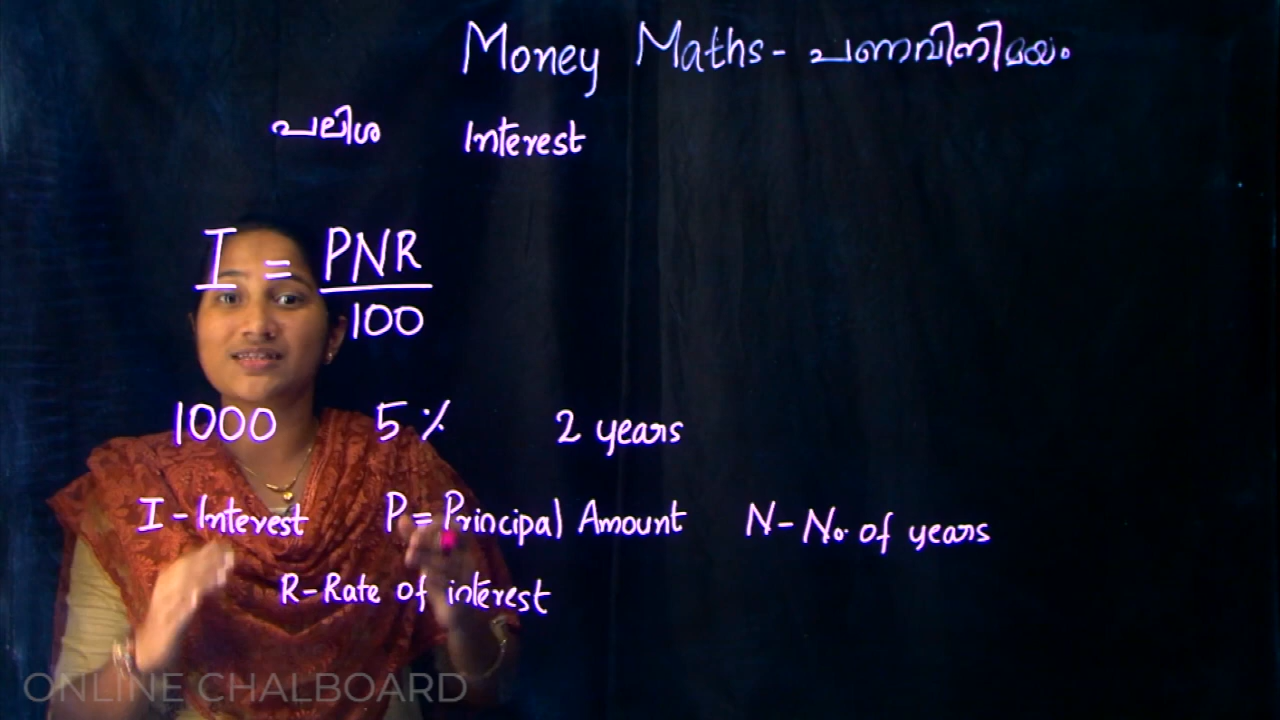 Money Maths - പണവിനിമയം
പലിശ Interest
I = PNR
100
1000 5 % 2 years
I - Interest P = Principal Amount N - No. of years
R - Rate of interest
ONLINE CHALBOARD